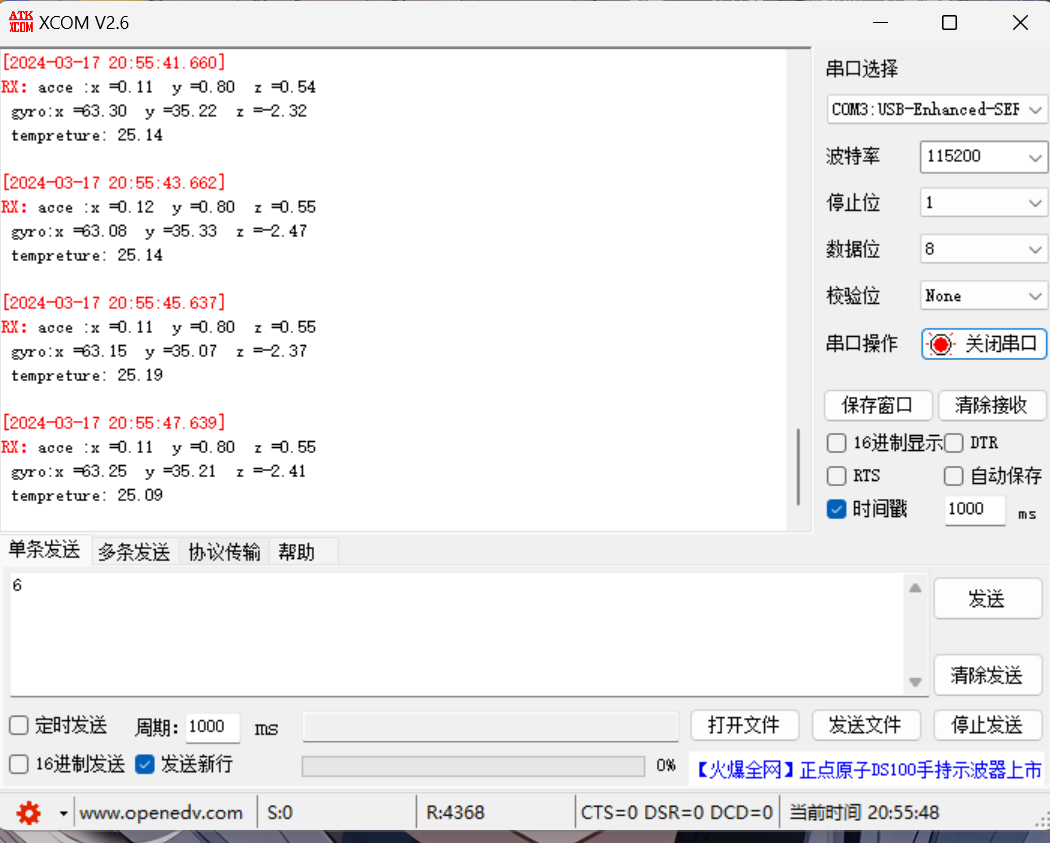 ATK XCOM XCOM V2.6
[2024-03-17 20:55:41.660]
RX: acce :x =0.11 y =0.80 z =0.54
gyro:x =63.30 y =35.22 z =-2.32
tempreture: 25.14
[2024-03-17 20:55:43.662]
RX: acce :x =0.12 y =0.80 z =0.55
gyro:x =63.08 y =35.33 z =-2.47
tempreture: 25.14
[2024-03-17 20:55:45.637]
RX: acce :x =0.11 y =0.80 z =0.55
gyro:x =63.15 y =35.07 z =-2.37
tempreture: 25.19
[2024-03-17 20:55:47.639]
RX: acce :x =0.11 y =0.80 z =0.55
gyro:x =63.25 y =35.21 z =-2.41
tempreture: 25.09
串口选择
COM3:USB-Enhanced-SER
波特率 115200
停止位 1
数据位 8
校验位 None
串口操作 关闭串口
保存窗口 清除接收
16进制显示 DTR
RTS 自动保存
时间戳 1000 ms
单条发送 多条发送 协议传输 帮助
6
发送
清除发送
定时发送 周期: 1000 ms 打开文件 发送文件 停止发送
16进制发送 发送新行 0% 【火爆全网】正点原子DS100手持示波器上市
www.openedv.com S:0 R:4368 CTS=0 DSR=0 DCD=0 当前时间 20:55:48